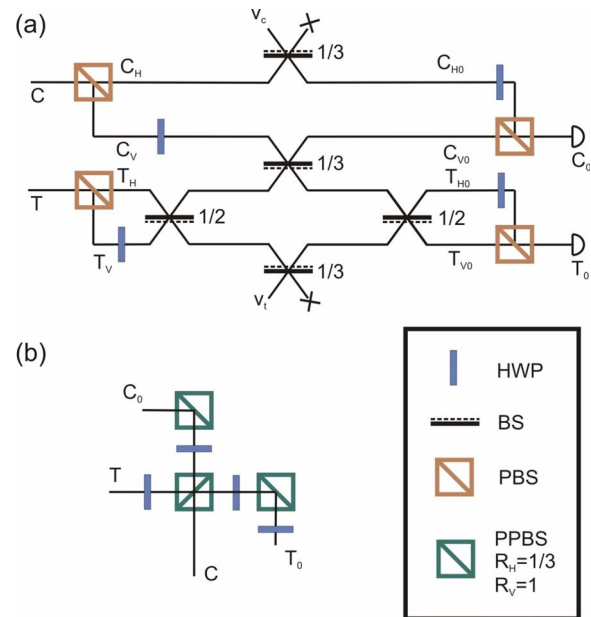 (a)
v_c
1/3
C_H
C_H0
C
C_V
C_V0
C_0
1/3
T_H
T_H0
T
1/2
1/2
T_V
T_V0
T_0
1/3
v_t
(b)
C_0
T
T_0
C
HWP
BS
PBS
PPBS
R_H=1/3
R_V=1